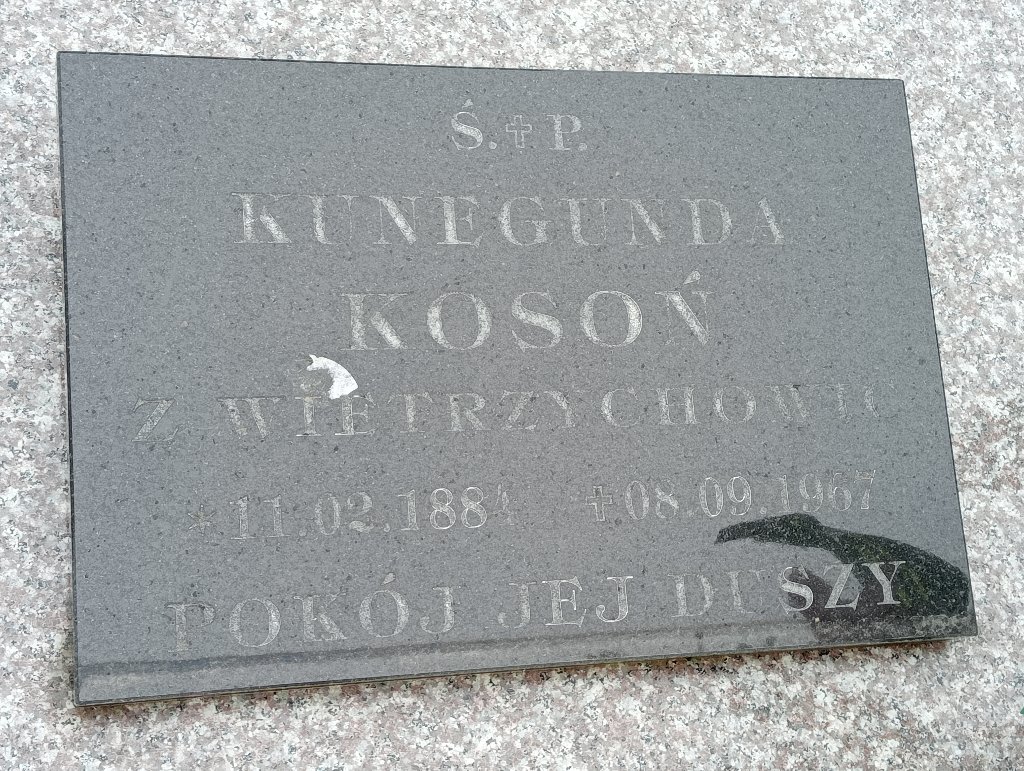 Ś.✝P.
KUNEGUNDA
KOSOŃ
Z WIETRZYCHOWIC
* 11.02.1884 ✝ 08.09.1967
POKÓJ JEJ DUSZY